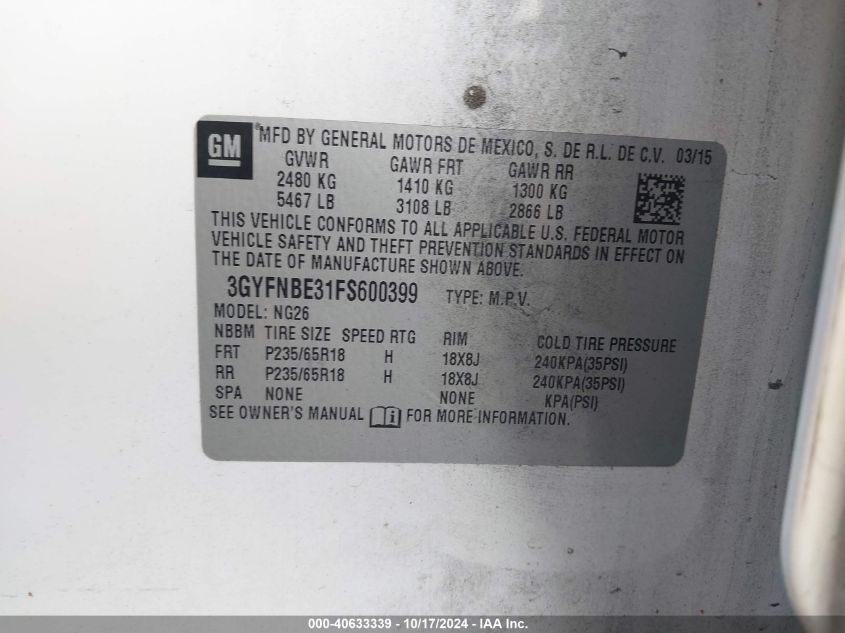 GM
® MFD BY GENERAL MOTORS DE MEXICO, S. DE R.L. DE C.V. 03/15
GVWR GAWR FRT GAWR RR
2480 KG 1410 KG 1300 KG
5467 LB 3108 LB 2866 LB
THIS VEHICLE CONFORMS TO ALL APPLICABLE U.S. FEDERAL MOTOR
VEHICLE SAFETY AND THEFT PREVENTION STANDARDS IN EFFECT ON
THE DATE OF MANUFACTURE SHOWN ABOVE.
3GYFNBE31FS600399 TYPE: M.P.V.
MODEL: NG26
NBBM TIRE SIZE SPEED RTG RIM COLD TIRE PRESSURE
FRT P235/65R18 H 18X8J 240KPA(35PSI)
RR P235/65R18 H 18X8J 240KPA(35PSI)
SPA NONE NONE KPA(PSI)
SEE OWNER'S MANUAL FOR MORE INFORMATION.
000-40633339 - 10/17/2024 - IAA Inc.